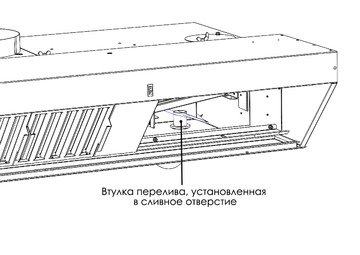 Втулка перелива, установленная
в сливное отверстие